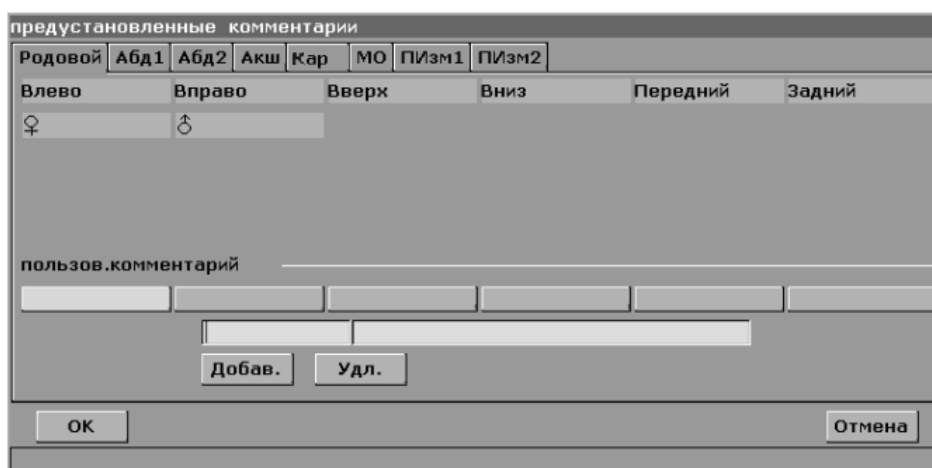 предустановленные комментарии
Родовой Абд1 Абд2 Акш Кар МО ПИзм1 ПИзм2
Влево Вправо Вверх Вниз Передний Задний
♀ ♂
пользов.комментарий
Добав. Удл.
OK Отмена